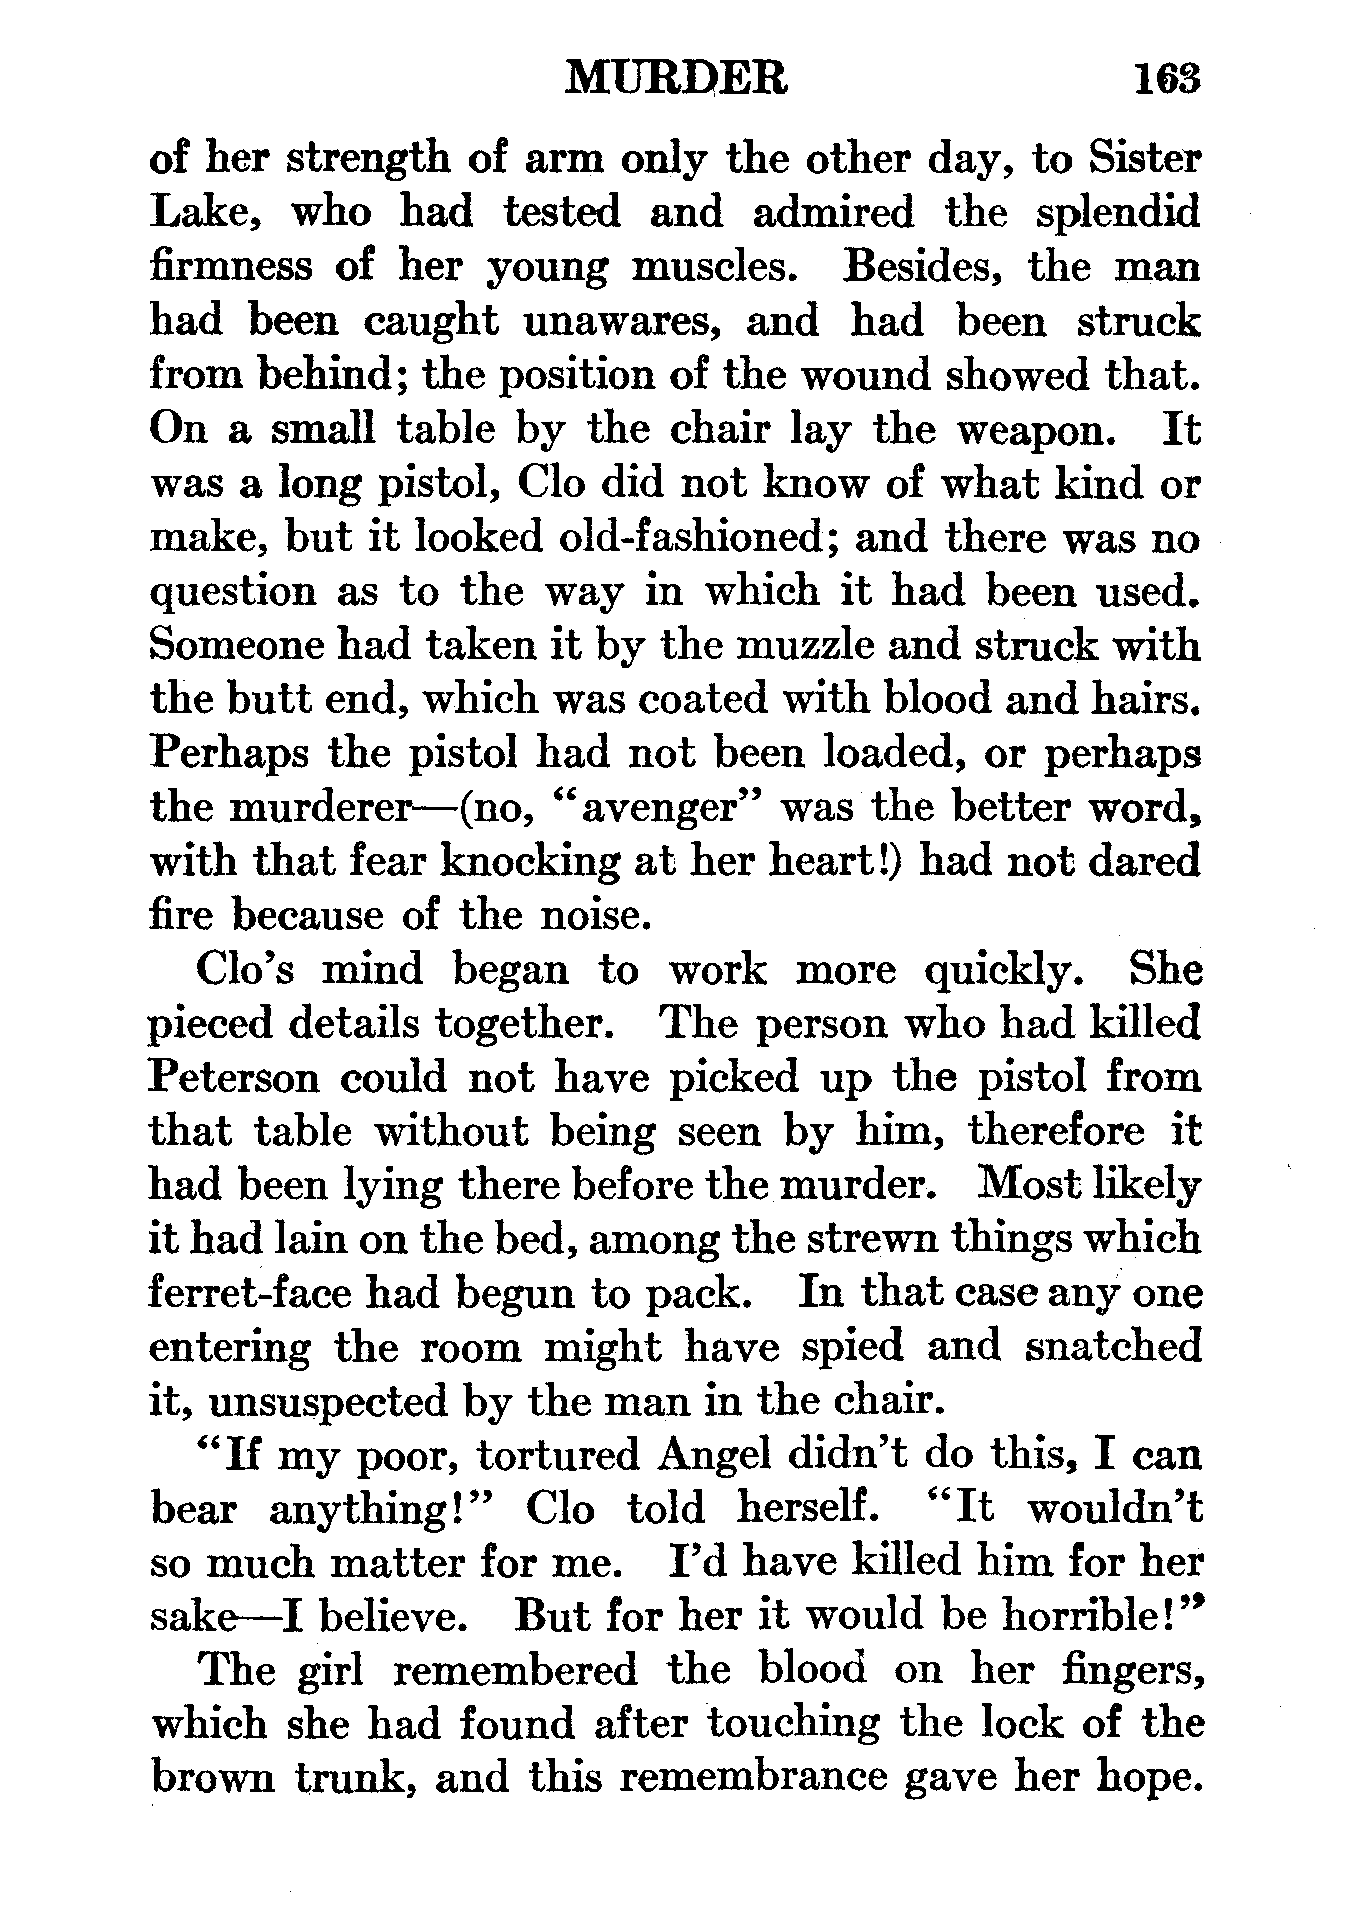 MURDER 163
of her strength of arm only the other day, to Sister
Lake, who had tested and admired the splendid
firmness of her young muscles. Besides, the man
had been caught unawares, and had been struck
from behind; the position of the wound showed that.
On a small table by the chair lay the weapon. It
was a long pistol, Clo did not know of what kind or
make, but it looked old-fashioned; and there was no
question as to the way in which it had been used.
Someone had taken it by the muzzle and struck with
the butt end, which was coated with blood and hairs.
Perhaps the pistol had not been loaded, or perhaps
the murderer—(no, “avenger” was the better word,
with that fear knocking at her heart!) had not dared
fire because of the noise.
Clo’s mind began to work more quickly. She
pieced details together. The person who had killed
Peterson could not have picked up the pistol from
that table without being seen by him, therefore it
had been lying there before the murder. Most likely
it had lain on the bed, among the strewn things which
ferret-face had begun to pack. In that case any one
entering the room might have spied and snatched
it, unsuspected by the man in the chair.
“If my poor, tortured Angel didn’t do this, I can
bear anything!” Clo told herself. “It wouldn’t
so much matter for me. I’d have killed him for her
sake—I believe. But for her it would be horrible!”
The girl remembered the blood on her fingers,
which she had found after touching the lock of the
brown trunk, and this remembrance gave her hope.